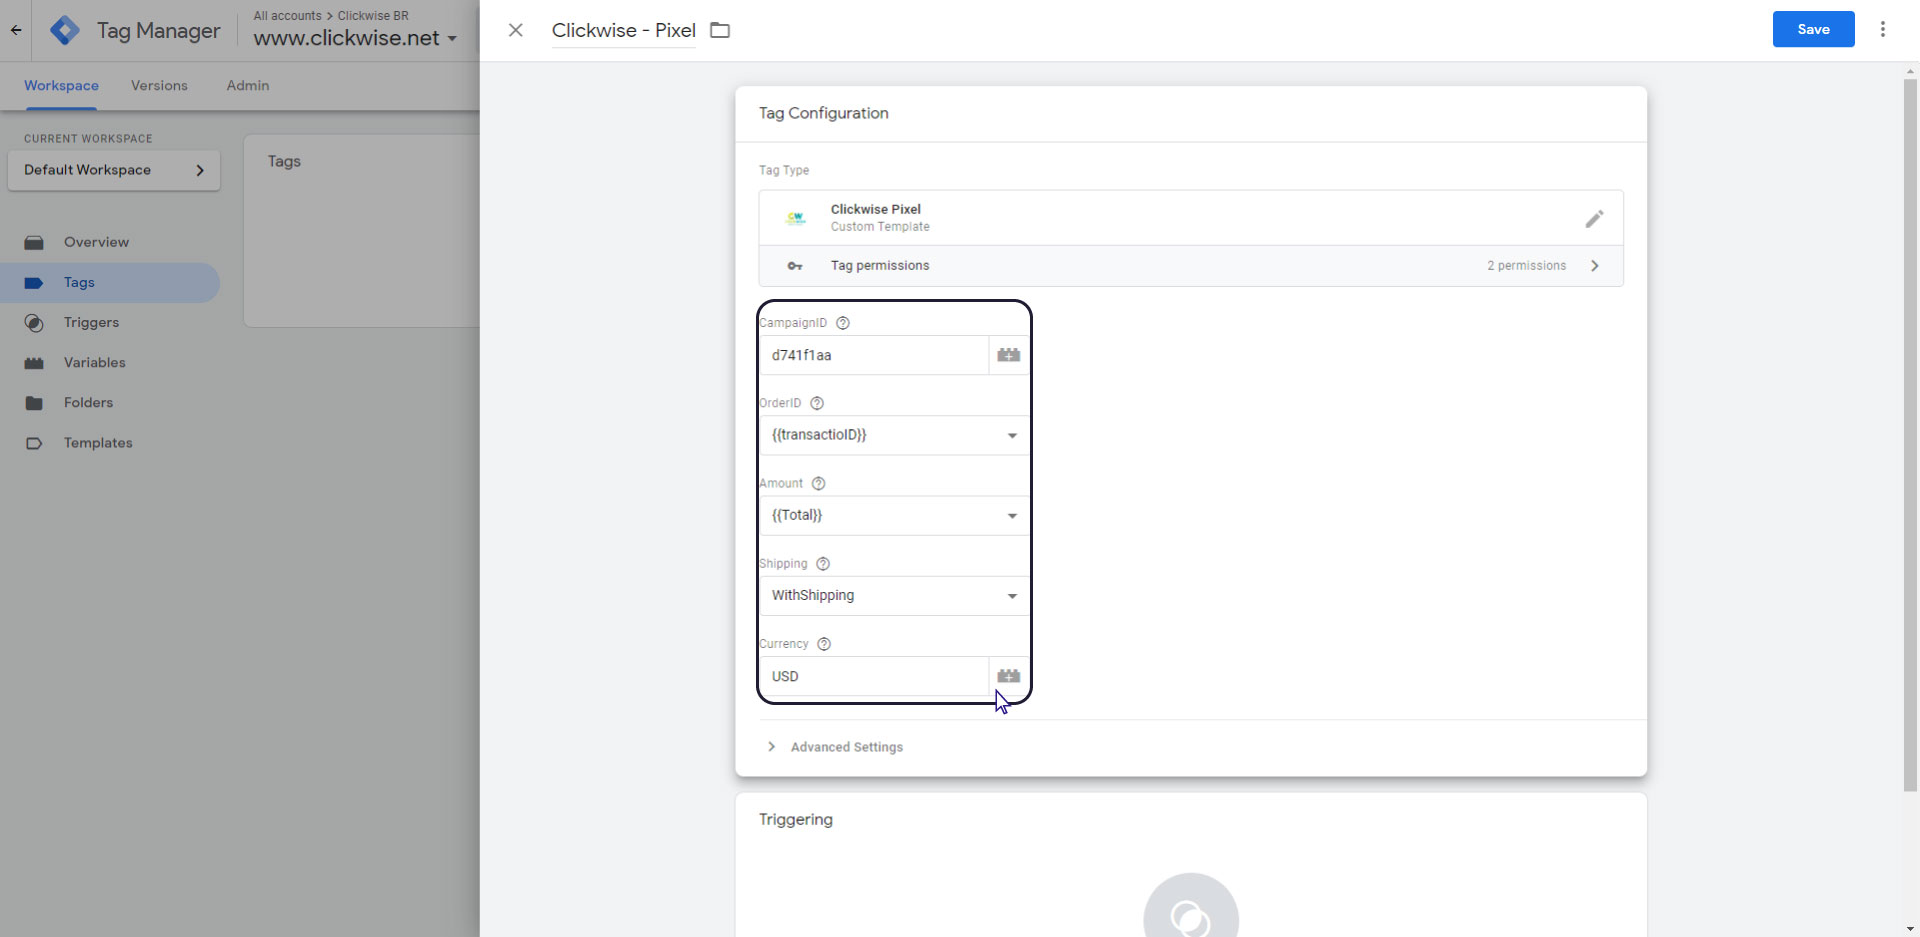 Tag Manager
All accounts > Clickwise BR
www.clickwise.net
Clickwise - Pixel
Save
Workspace
Versions
Admin
CURRENT WORKSPACE
Default Workspace
Overview
Tags
Triggers
Variables
Folders
Templates
Tags
Tag Configuration
Tag Type
CW
Clickwise Pixel
Custom Template
Tag permissions
2 permissions
CampaignID
d741f1aa
OrderID
{{transactioID}}
Amount
{{Total}}
Shipping
WithShipping
Currency
USD
Advanced Settings
Triggering